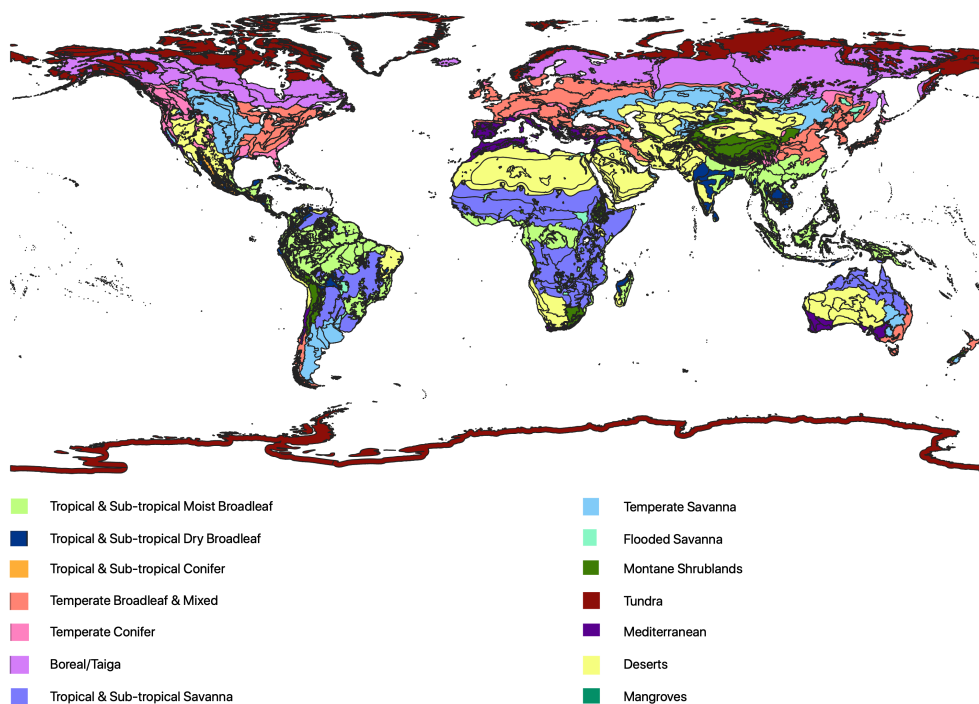 Tropical & Sub-tropical Moist Broadleaf
Tropical & Sub-tropical Dry Broadleaf
Tropical & Sub-tropical Conifer
Temperate Broadleaf & Mixed
Temperate Conifer
Boreal/Taiga
Tropical & Sub-tropical Savanna
Temperate Savanna
Flooded Savanna
Montane Shrublands
Tundra
Mediterranean
Deserts
Mangroves